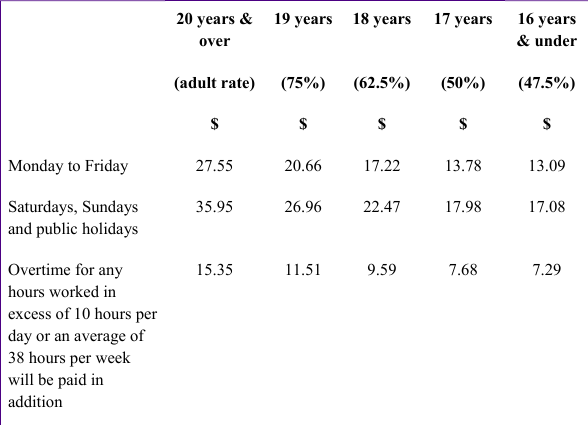 20 years & 19 years 18 years 17 years 16 years
over & under
(adult rate) (75%) (62.5%) (50%) (47.5%)
$ $ $ $ $
Monday to Friday 27.55 20.66 17.22 13.78 13.09
Saturdays, Sundays 35.95 26.96 22.47 17.98 17.08
and public holidays
Overtime for any 15.35 11.51 9.59 7.68 7.29
hours worked in
excess of 10 hours per
day or an average of
38 hours per week
will be paid in
addition